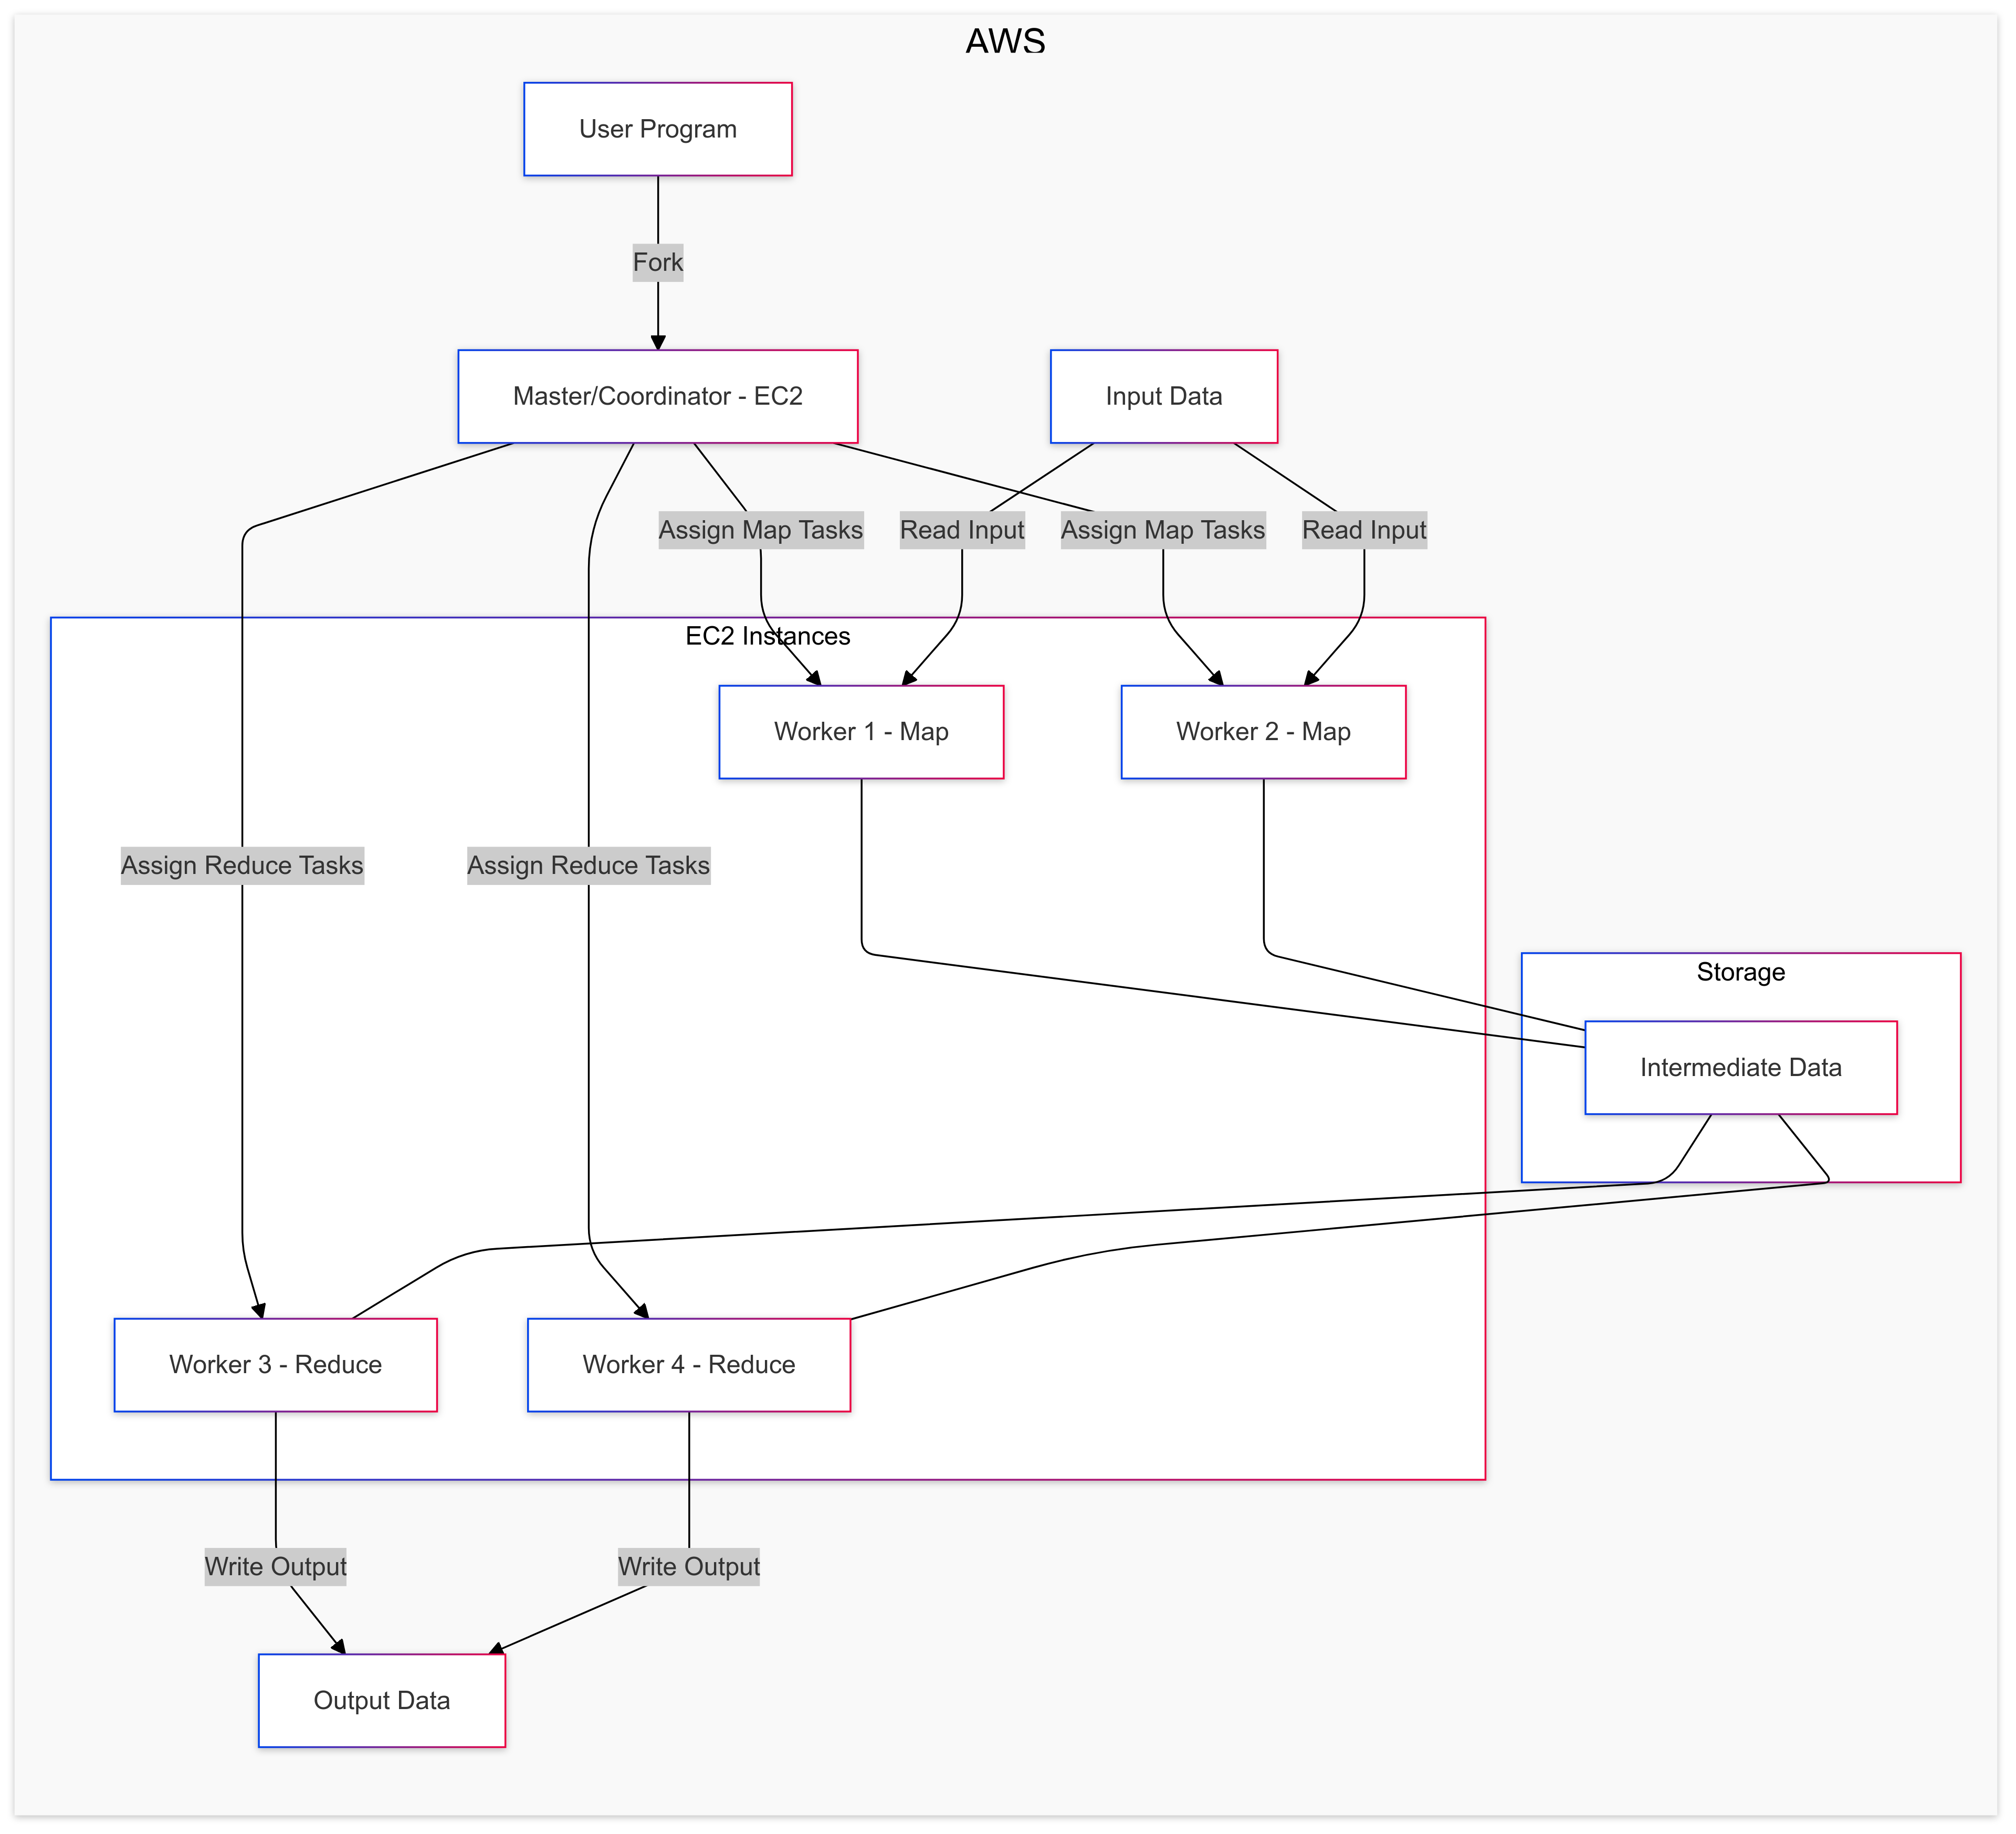 AWS
User Program
Fork
Master/Coordinator - EC2
Input Data
Assign Map Tasks
Read Input
Assign Map Tasks
Read Input
EC2 Instances
Worker 1 - Map
Worker 2 - Map
Assign Reduce Tasks
Assign Reduce Tasks
Storage
Intermediate Data
Worker 3 - Reduce
Worker 4 - Reduce
Write Output
Write Output
Output Data